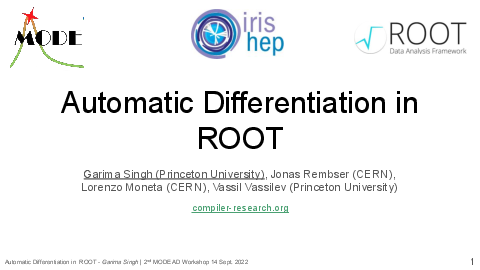 MODE
iris
hep
ROOT
Data Analysis Framework
Automatic Differentiation in
ROOT
Garima Singh (Princeton University), Jonas Rembser (CERN),
Lorenzo Moneta (CERN), Vassil Vassilev (Princeton University)
compiler-research.org
Automatic Differentiation in ROOT - Garima Singh | 2nd MODE AD Workshop 14 Sept. 2022
1